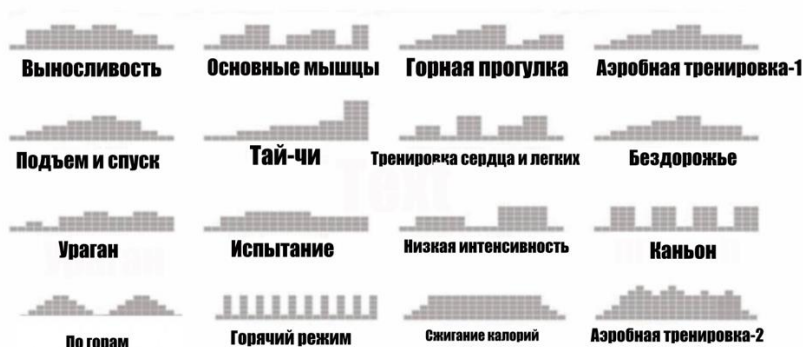 Выносливость
Основные мышцы
Горная прогулка
Аэробная тренировка-1
Подъем и спуск
Тай-чи
Тренировка сердца и легких
Бездорожье
Ураган
Испытание
Низкая интенсивность
Каньон
По горам
Горячий режим
Сжигание калорий
Аэробная тренировка-2